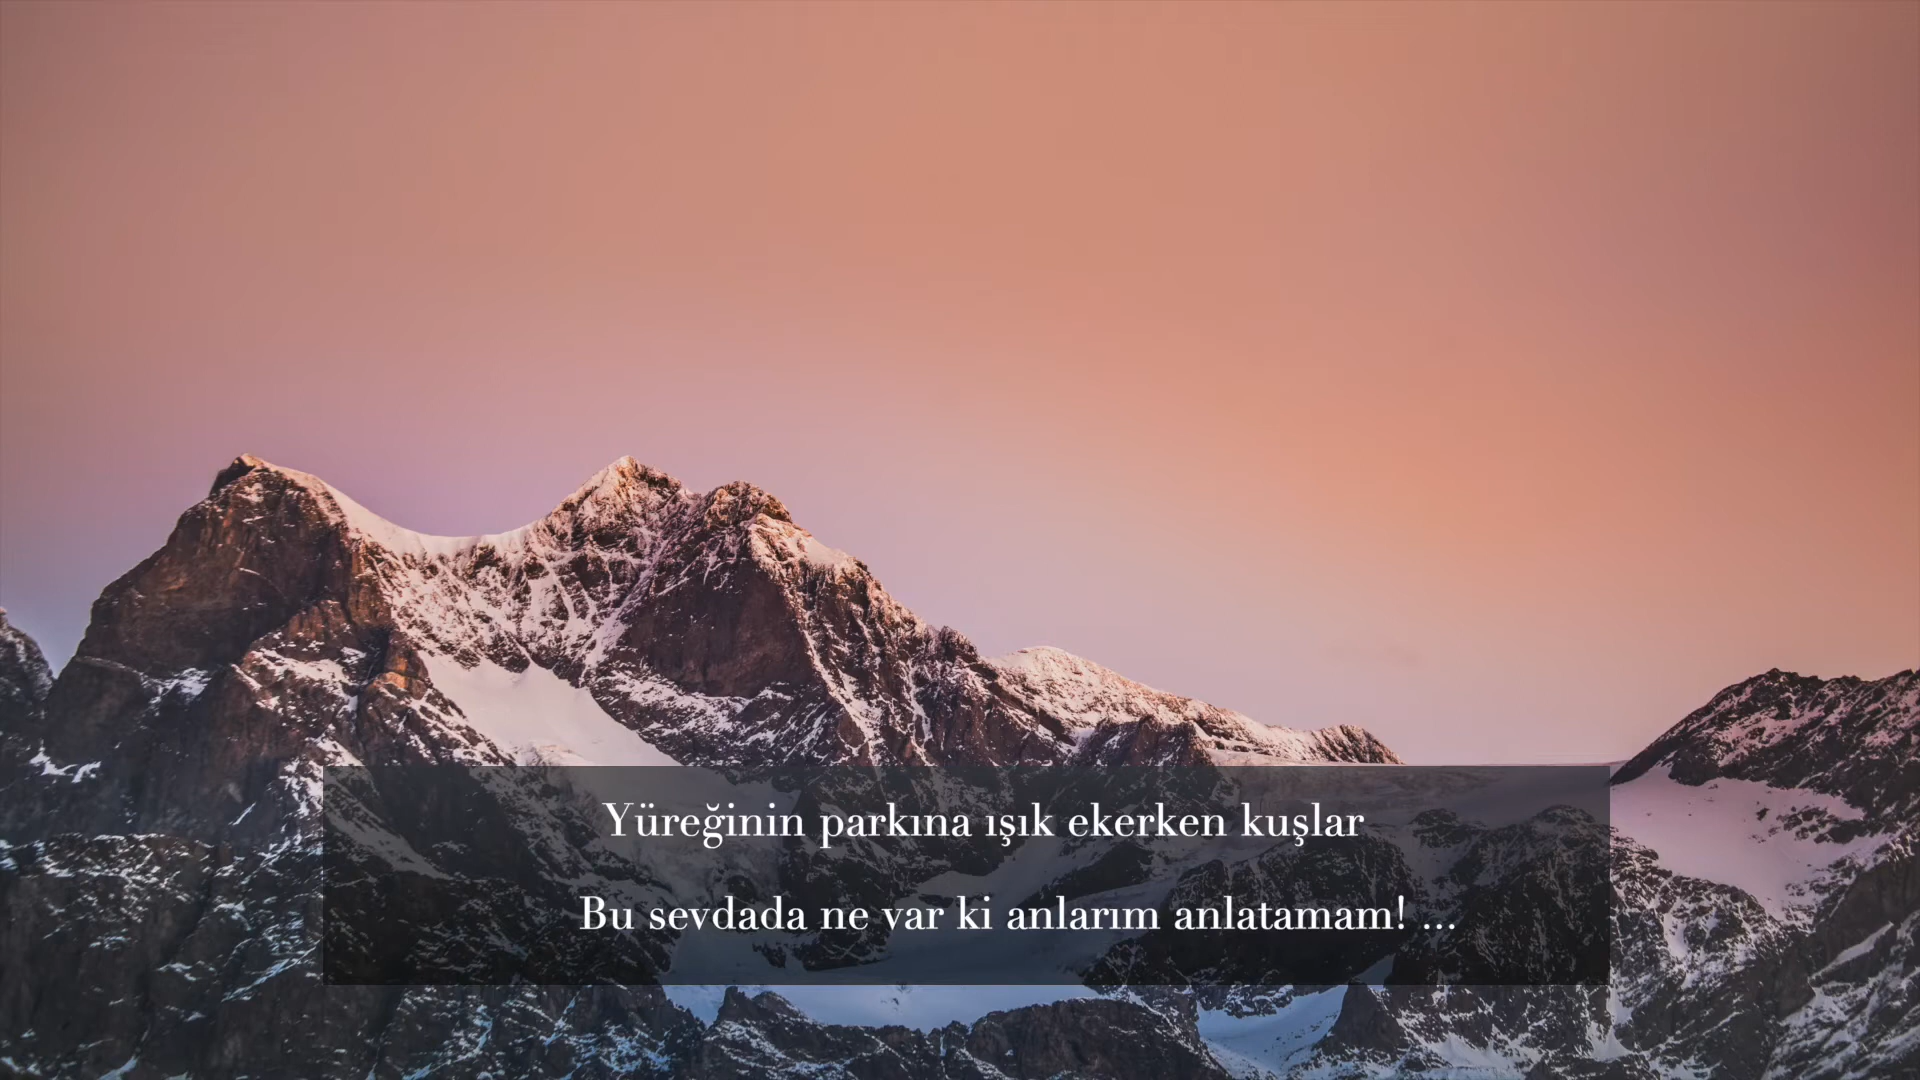 Yüreğinin parkına ışık ekerken kuşlar
Bu sevdada ne var ki anlarım anlatamam! ...